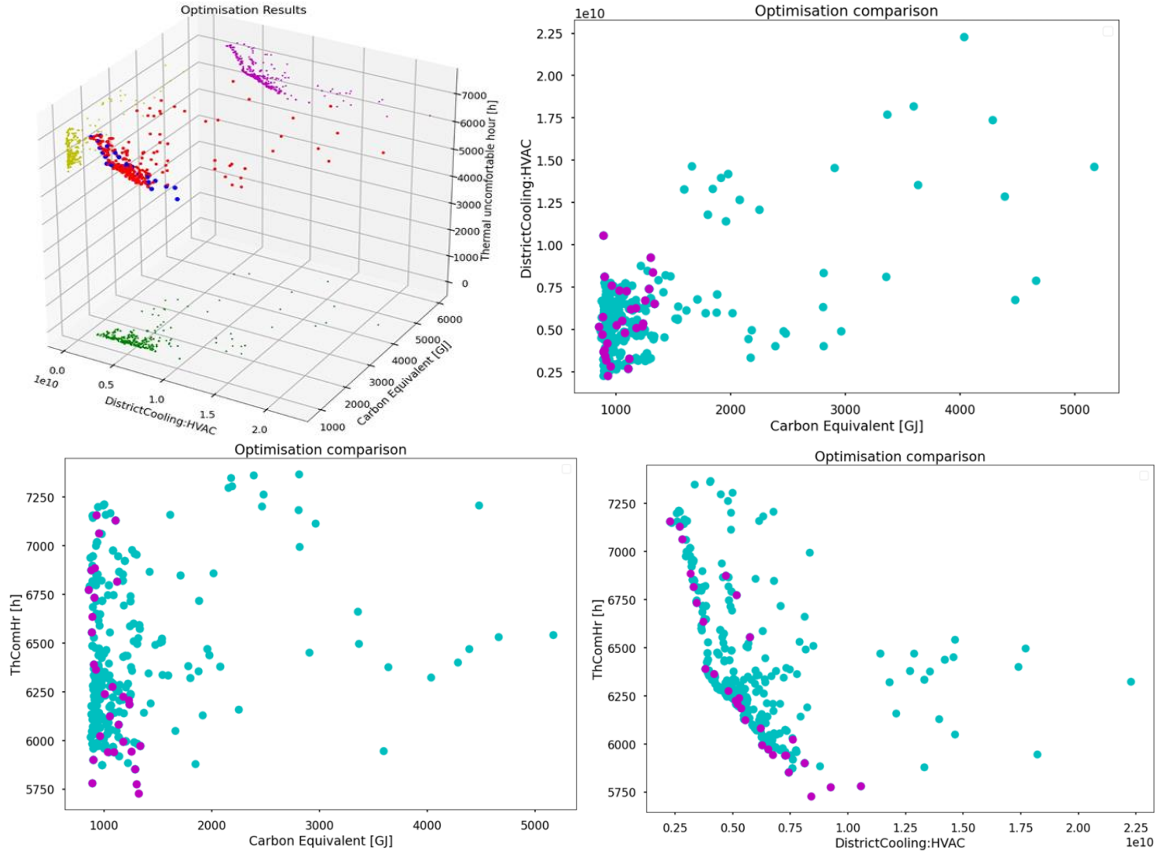 Optimisation Results
7000
6000
5000
4000
3000
2000
1000
0
Thermal uncomfortable hour [h]
0.0
0.5
1.0
1.5
2.0
1e10
DistrictCooling:HVAC
1000
2000
3000
4000
5000
6000
Carbon Equivalent [GJ]
Optimisation comparison
1e10
2.25
2.00
1.75
1.50
1.25
1.00
0.75
0.50
0.25
DistrictCooling:HVAC
1000 2000 3000 4000 5000
Carbon Equivalent [GJ]
Optimisation comparison
7250
7000
6750
6500
6250
6000
5750
ThComHr [h]
1000 2000 3000 4000 5000
Carbon Equivalent [GJ]
Optimisation comparison
7250
7000
6750
6500
6250
6000
5750
ThComHr [h]
0.25 0.50 0.75 1.00 1.25 1.50 1.75 2.00 2.25
1e10
DistrictCooling:HVAC